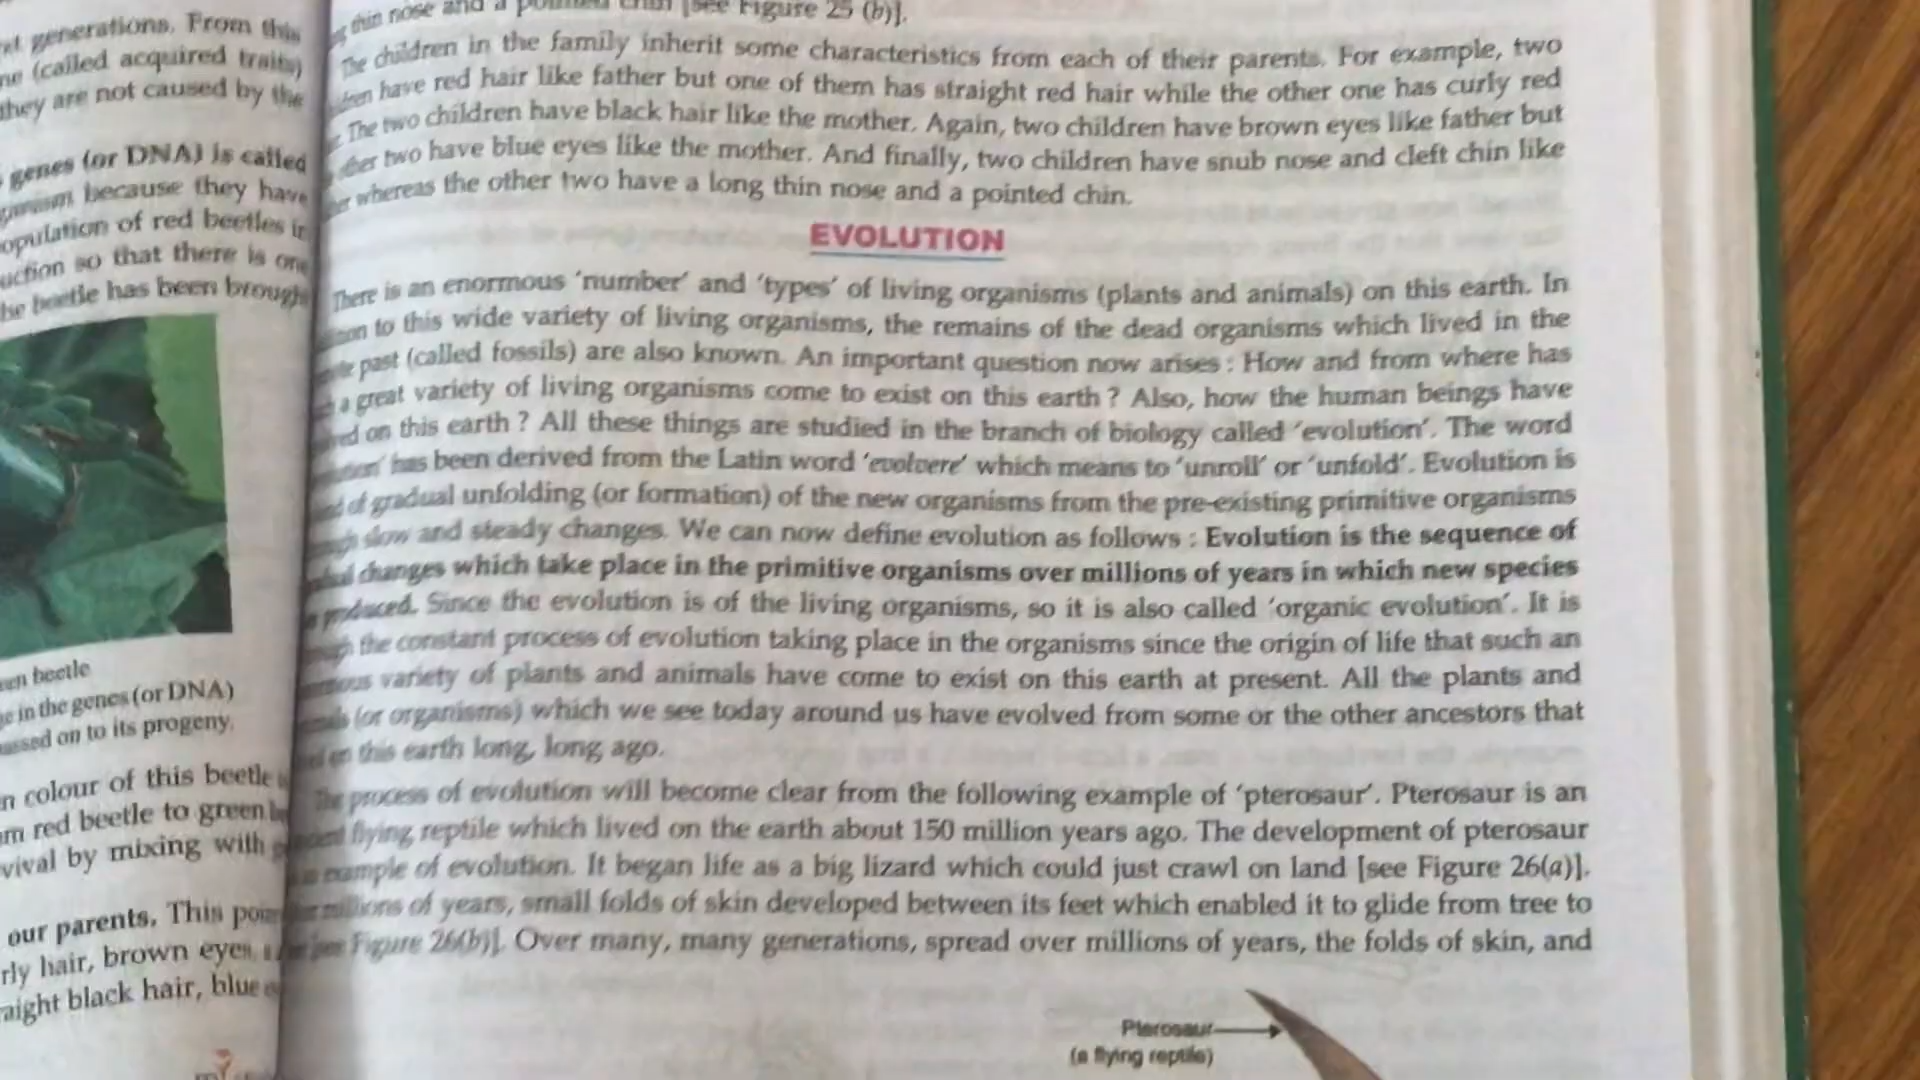 generations. From this
(called acquired traits)
they are not caused by the
genes (or DNA) is called
because they have
population of red beetles in
so that there is one
beetle has been brought
beetle
in the genes (or DNA)
passed on to its progeny.
colour of this beetle
red beetle to green
by mixing with
our parents. This
hair, brown eyes,
black hair, blue
thin nose and a pointed chin [see Figure 25 (b)].
The children in the family inherit some characteristics from each of their parents. For example, two
have red hair like father but one of them has straight red hair while the other one has curly red
The two children have black hair like the mother. Again, two children have brown eyes like father but
two have blue eyes like the mother. And finally, two children have snub nose and cleft chin like
whereas the other two have a long thin nose and a pointed chin.
EVOLUTION
There is an enormous 'number' and 'types' of living organisms (plants and animals) on this earth. In
to this wide variety of living organisms, the remains of the dead organisms which lived in the
past (called fossils) are also known. An important question now arises : How and from where has
a great variety of living organisms come to exist on this earth ? Also, how the human beings have
on this earth ? All these things are studied in the branch of biology called 'evolution'. The word
has been derived from the Latin word 'evolvere' which means to 'unroll' or 'unfold'. Evolution is
of gradual unfolding (or formation) of the new organisms from the pre-existing primitive organisms
slow and steady changes. We can now define evolution as follows : Evolution is the sequence of
changes which take place in the primitive organisms over millions of years in which new species
produced. Since the evolution is of the living organisms, so it is also called 'organic evolution'. It is
the constant process of evolution taking place in the organisms since the origin of life that such an
variety of plants and animals have come to exist on this earth at present. All the plants and
(or organisms) which we see today around us have evolved from some or the other ancestors that
on this earth long, long ago.
The process of evolution will become clear from the following example of 'pterosaur'. Pterosaur is an
flying reptile which lived on the earth about 150 million years ago. The development of pterosaur
example of evolution. It began life as a big lizard which could just crawl on land [see Figure 26(a)].
millions of years, small folds of skin developed between its feet which enabled it to glide from tree to
Figure 26(b)]. Over many, many generations, spread over millions of years, the folds of skin, and
Pterosaur
(a flying reptile)